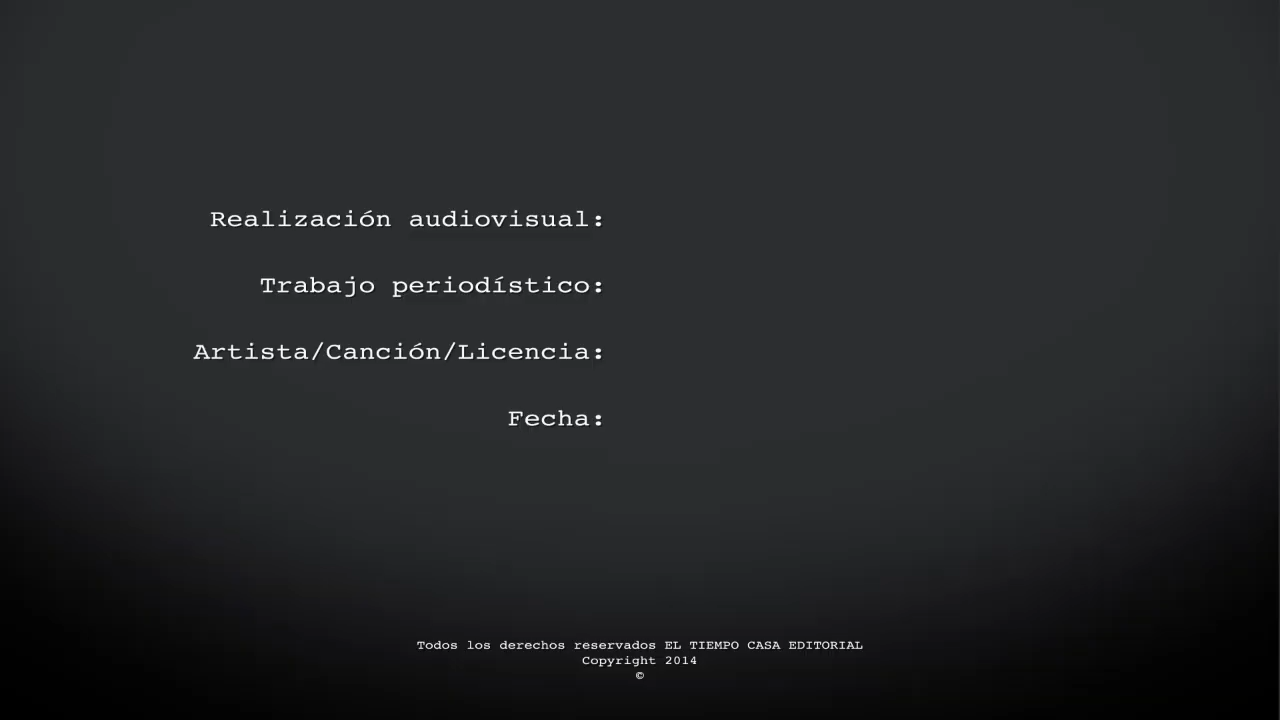 Realización audiovisual:
Trabajo periodístico:
Artista/Canción/Licencia:
Fecha:
Todos los derechos reservados EL TIEMPO CASA EDITORIAL
Copyright 2014
©